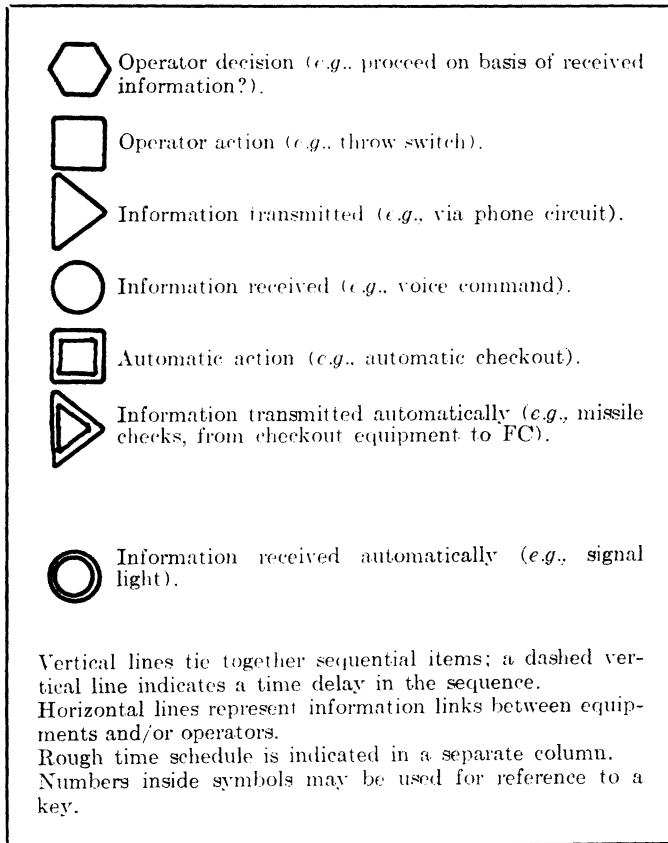 Operator decision (e.g., proceed on basis of received
information?).
Operator action (e.g., throw switch).
Information transmitted (e.g., via phone circuit).
Information received (e.g., voice command).
Automatic action (e.g., automatic checkout).
Information transmitted automatically (e.g., missile
checks, from checkout equipment to FC).
Information received automatically (e.g., signal
light).
Vertical lines tie together sequential items; a dashed ver-
tical line indicates a time delay in the sequence.
Horizontal lines represent information links between equip-
ments and/or operators.
Rough time schedule is indicated in a separate column.
Numbers inside symbols may be used for reference to a
key.